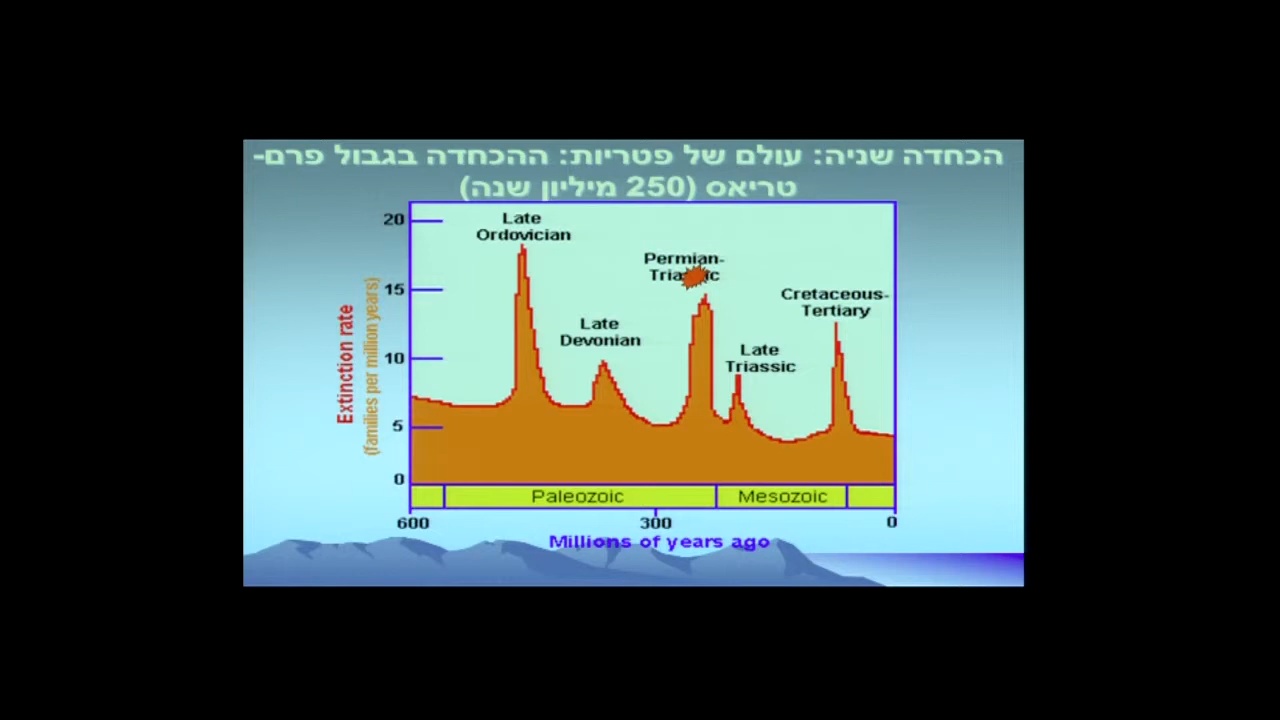 הכחדה שניה: עולם של פטריות: ההכחדה בגבול פרם-
טריאס (250 מיליון שנה)
20
15
10
5
0
Extinction rate
(families per million years)
Late
Ordovician
Late
Devonian
Permian-
Late
Triassic
Cretaceous-
Tertiary
Paleozoic
Mesozoic
600
300
0
Millions of years ago